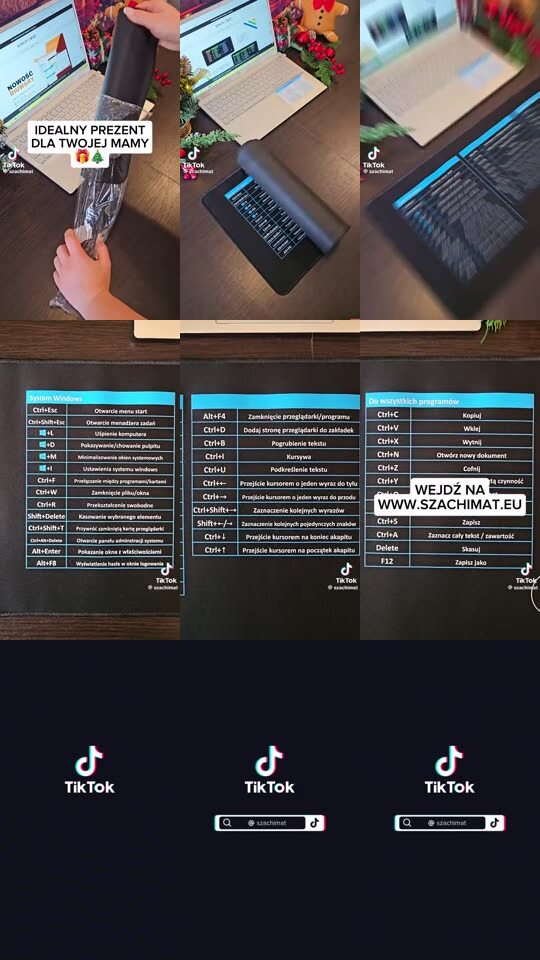 NOWOŚĆ
IDEALNY PREZENT
DLA TWOJEJ MAMY
🎁🎄
TikTok
@ szachimat
TikTok
@ szachimat
TikTok
@ szachimat
System Windows
Ctrl+Esc Otwarcie menu start
Ctrl+Shift+Esc Otwarcie menadżera zadań
+L Uśpienie komputera
+D Pokazywanie/chowanie pulpitu
+M Minimalizowanie okien systemowych
+I Ustawienia systemu windows
Ctrl+F Przełączanie między programami/kartami
Ctrl+W Zamknięcie pliku/okna
Ctrl+R Przekształcenie swobodne
Shift+Delete Kasowanie wybranego elementu
Ctrl+Shift+T Przywróć zamkniętą kartę przeglądarki
Ctrl+Alt+Delete Otwarcie panelu adminstracji systemu
Alt+Enter Pokazanie okna z właściwościami
Alt+F8 Wyświetlenie hasła w oknie logowania
TikTok
@ szachimat
Alt+F4 Zamknięcie przeglądarki/programu
Ctrl+D Dodaj stronę przeglądarki do zakładek
Ctrl+B Pogrubienie tekstu
Ctrl+I Kursywa
Ctrl+U Podkreślenie tekstu
Ctrl+← Przejście kursorem o jeden wyraz do tyłu
Ctrl+→ Przejście kursorem o jeden wyraz do przodu
Ctrl+Shift+→ Zaznaczenie kolejnych wyrazów
Shift+←/→ Zaznaczenie kolejnych pojedynczych znaków
Ctrl+↓ Przejście kursorem na koniec akapitu
Ctrl+↑ Przejście kursorem na początek akapitu
TikTok
@ szachimat
Do wszystkich programów
Ctrl+C Kopiuj
Ctrl+V Wklej
Ctrl+X Wytnij
Ctrl+N Otwórz nowy dokument
Ctrl+Z Cofnij
Ctrl+Y czynność
WEJDŹ NA
WWW.SZACHIMAT.EU
Ctrl+S Zapisz
Ctrl+A Zaznacz cały tekst / zawartość
Delete Skasuj
F12 Zapisz jako
TikTok
@ szachimat
TikTok
TikTok
@ szachimat
TikTok
@ szachimat